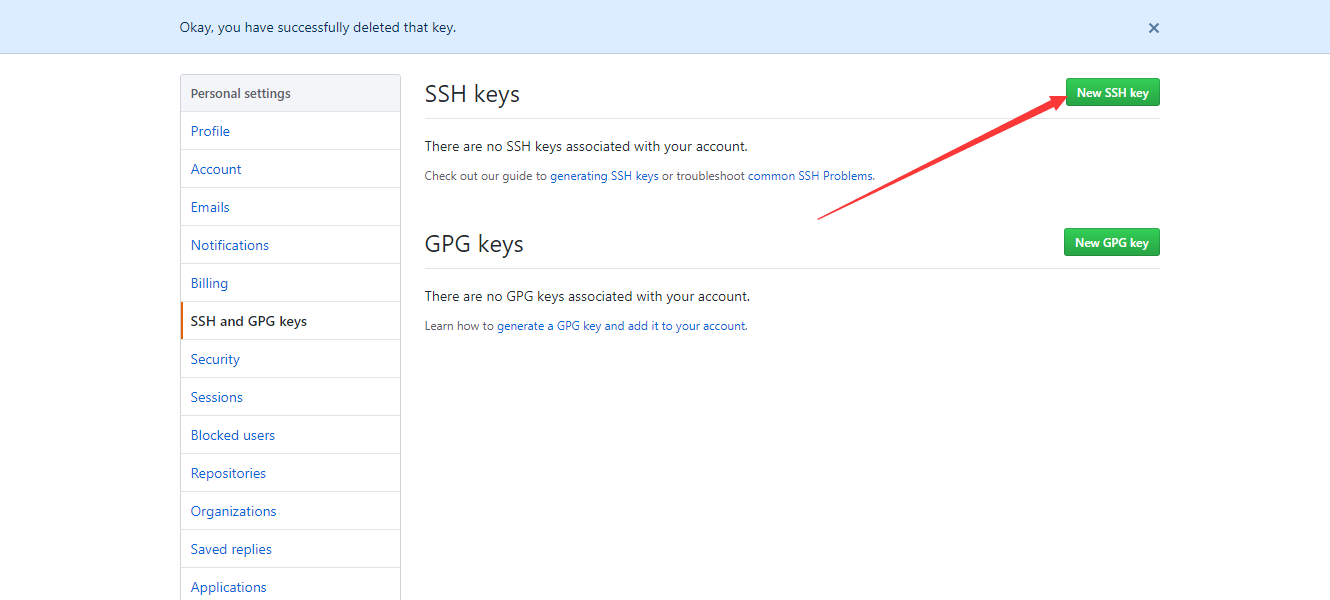 Okay, you have successfully deleted that key.
Personal settings
Profile
Account
Emails
Notifications
Billing
SSH and GPG keys
Security
Sessions
Blocked users
Repositories
Organizations
Saved replies
Applications
SSH keys
New SSH key
There are no SSH keys associated with your account.
Check out our guide to generating SSH keys or troubleshoot common SSH Problems.
GPG keys
New GPG key
There are no GPG keys associated with your account.
Learn how to generate a GPG key and add it to your account.